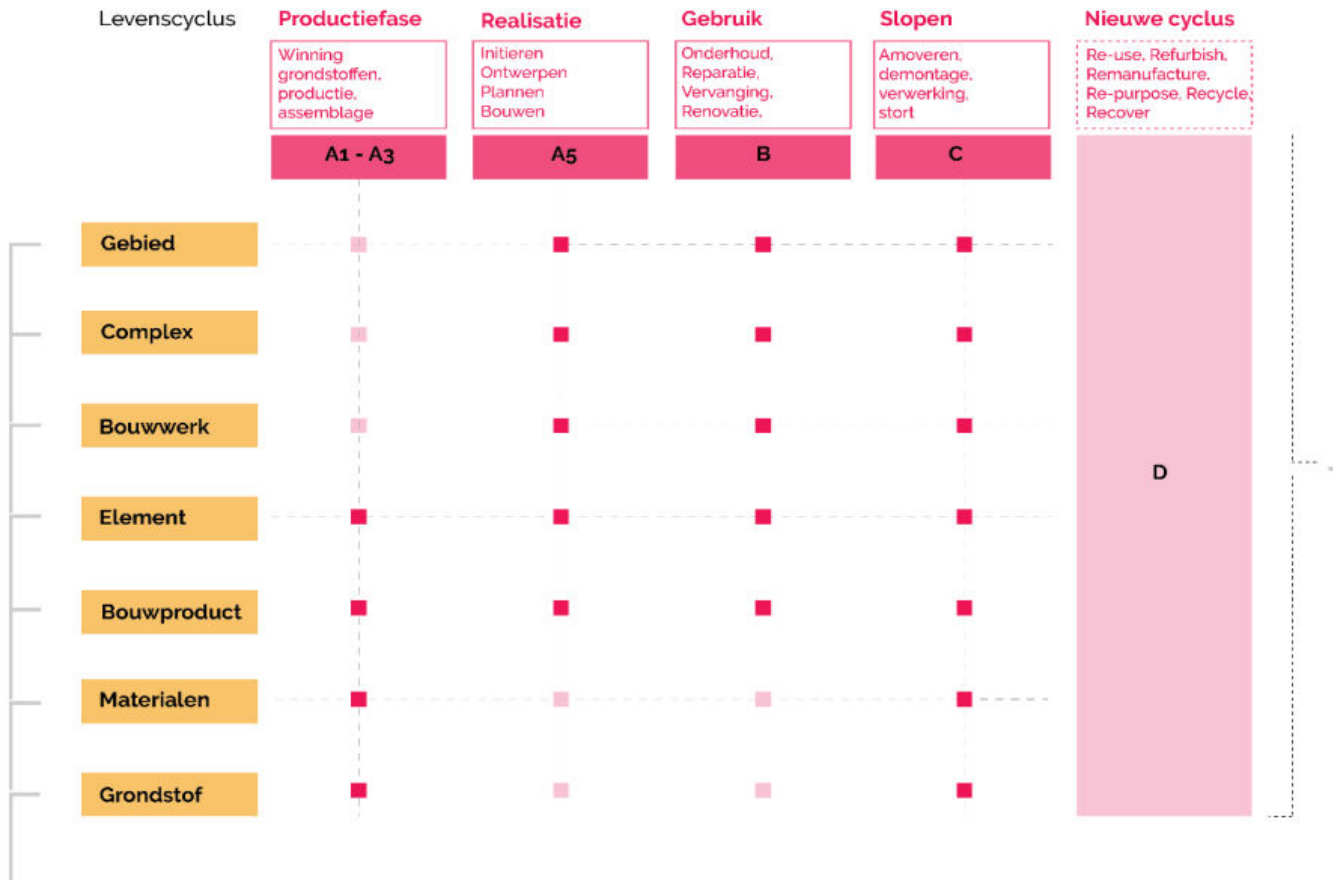 Levenscyclus
Productiefase
Realisatie
Gebruik
Slopen
Nieuwe cyclus
Winning
grondstoffen,
productie,
assemblage
Initieren
Ontwerpen
Plannen
Bouwen
Onderhoud,
Reparatie,
Vervanging,
Renovatie,
Amoveren,
demontage,
verwerking,
stort
Re-use, Refurbish,
Remanufacture,
Re-purpose, Recycle,
Recover
A1 - A3
A5
B
C
Gebied
Complex
Bouwwerk
D
Element
Bouwproduct
Materialen
Grondstof